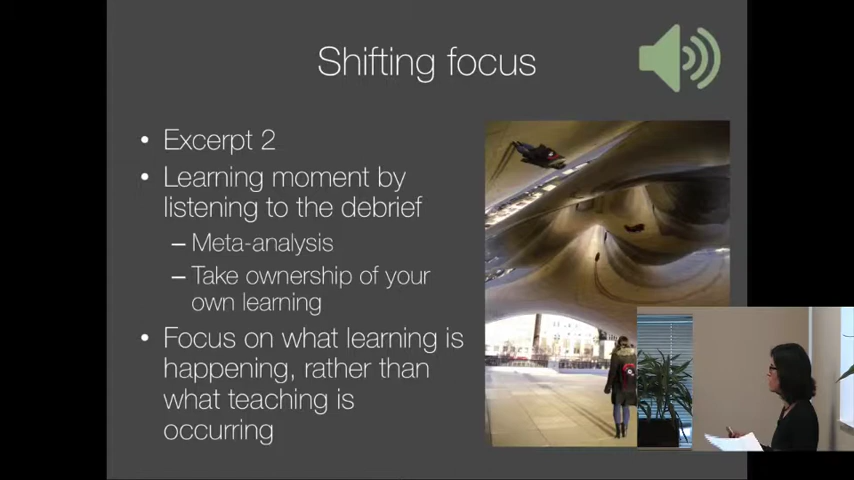 Shifting focus
• Excerpt 2
• Learning moment by
listening to the debrief
– Meta-analysis
– Take ownership of your
own learning
• Focus on what learning is
happening, rather than
what teaching is
occurring